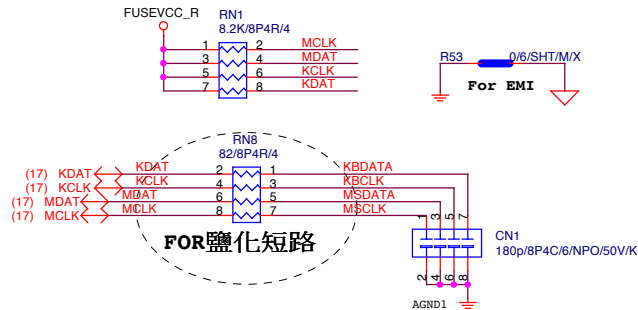 FUSEVCC_R
RN1
8.2K/8P4R/4
1 2 MCLK
3 4 MDAT
5 6 KCLK
7 8 KDAT
R53 0/6/SHT/M/X
For EMI
RN8
82/8P4R/4
(17) KDAT KDAT 2 1 KBDATA
(17) KCLK KCLK 4 3 KBCLK
(17) MDAT MDAT 6 5 MSDATA
(17) MCLK MCLK 8 7 MSCLK
FOR鹽化短路
1 3 5 7
CN1
180p/8P4C/6/NPO/50V/K
2 4 6 8
AGND1